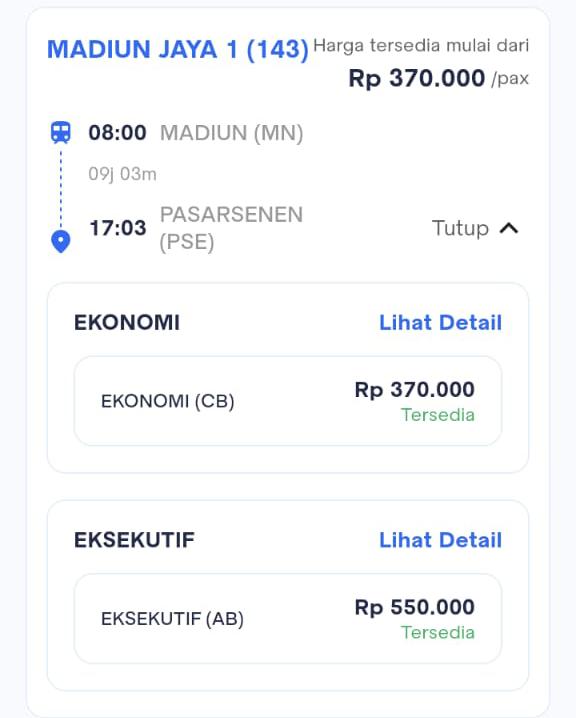 MADIUN JAYA 1 (143) Harga tersedia mulai dari
Rp 370.000 /pax
08:00 MADIUN (MN)
09j 03m
17:03 PASARSENEN
(PSE)
Tutup
EKONOMI Lihat Detail
EKONOMI (CB) Rp 370.000
Tersedia
EKSEKUTIF Lihat Detail
EKSEKUTIF (AB) Rp 550.000
Tersedia